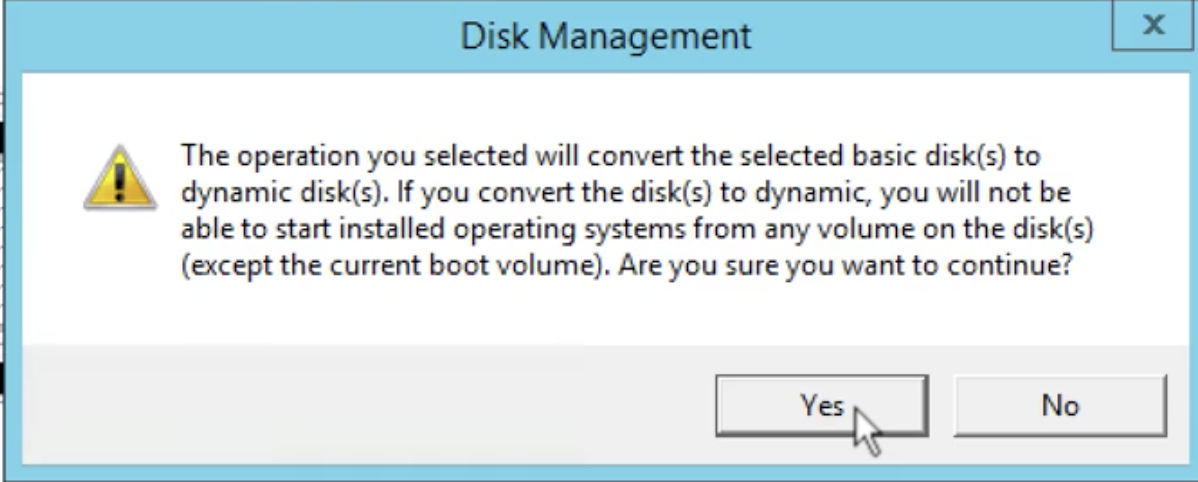 Disk Management
x
The operation you selected will convert the selected basic disk(s) to
dynamic disk(s). If you convert the disk(s) to dynamic, you will not be
able to start installed operating systems from any volume on the disk(s)
(except the current boot volume). Are you sure you want to continue?
Yes
No